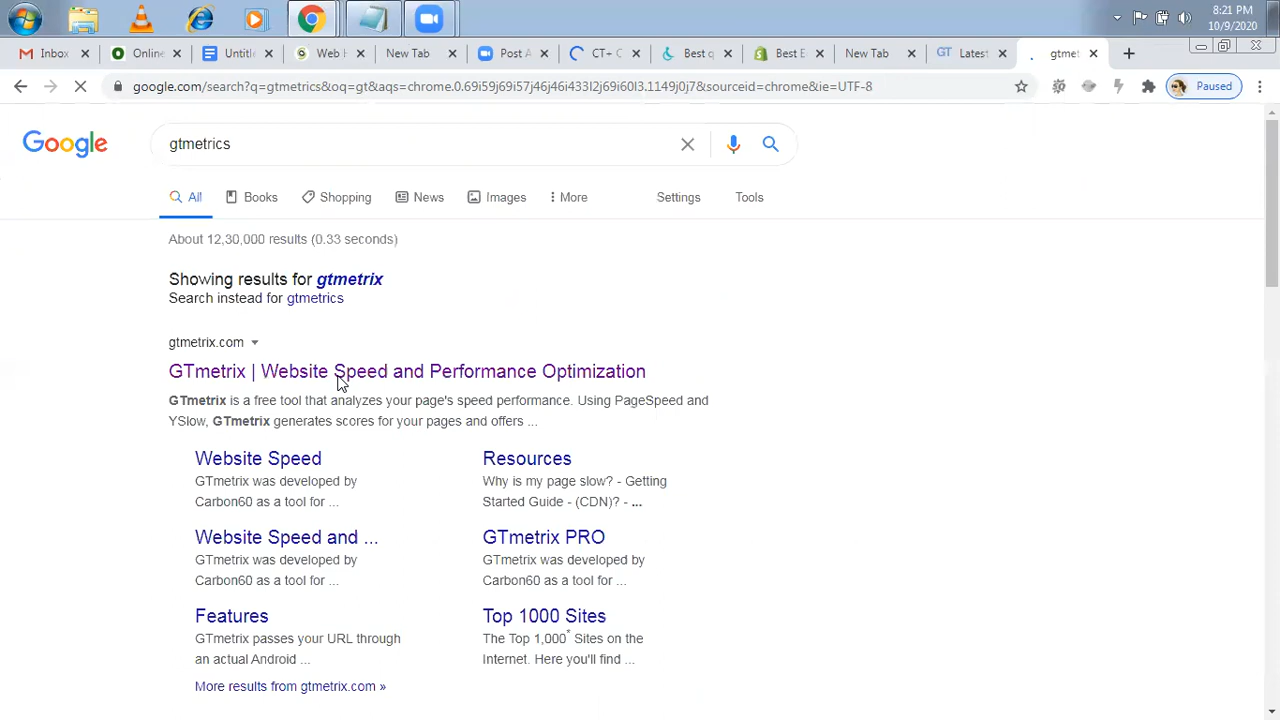 8:21 PM
10/9/2020
Inbox
Online
Untitl
Web H
New Tab
Post A
CT+ C
Best q
Best E
New Tab
GT Latest
gtmet
google.com/search?q=gtmetrics&oq=gt&aqs=chrome.0.69i59j69i57j46j46i433l2j69i60l3.1149j0j7&sourceid=chrome&ie=UTF-8
Paused
Google
gtmetrics
All
Books
Shopping
News
Images
More
Settings
Tools
About 12,30,000 results (0.33 seconds)
Showing results for gtmetrix
Search instead for gtmetrics
gtmetrix.com
GTmetrix | Website Speed and Performance Optimization
GTmetrix is a free tool that analyzes your page's speed performance. Using PageSpeed and
YSlow, GTmetrix generates scores for your pages and offers ...
Website Speed
GTmetrix was developed by
Carbon60 as a tool for ...
Resources
Why is my page slow? - Getting
Started Guide - (CDN)? - ...
Website Speed and ...
GTmetrix was developed by
Carbon60 as a tool for ...
GTmetrix PRO
GTmetrix was developed by
Carbon60 as a tool for ...
Features
GTmetrix passes your URL through
an actual Android ...
Top 1000 Sites
The Top 1,000* Sites on the
Internet. Here you'll find ...
More results from gtmetrix.com »